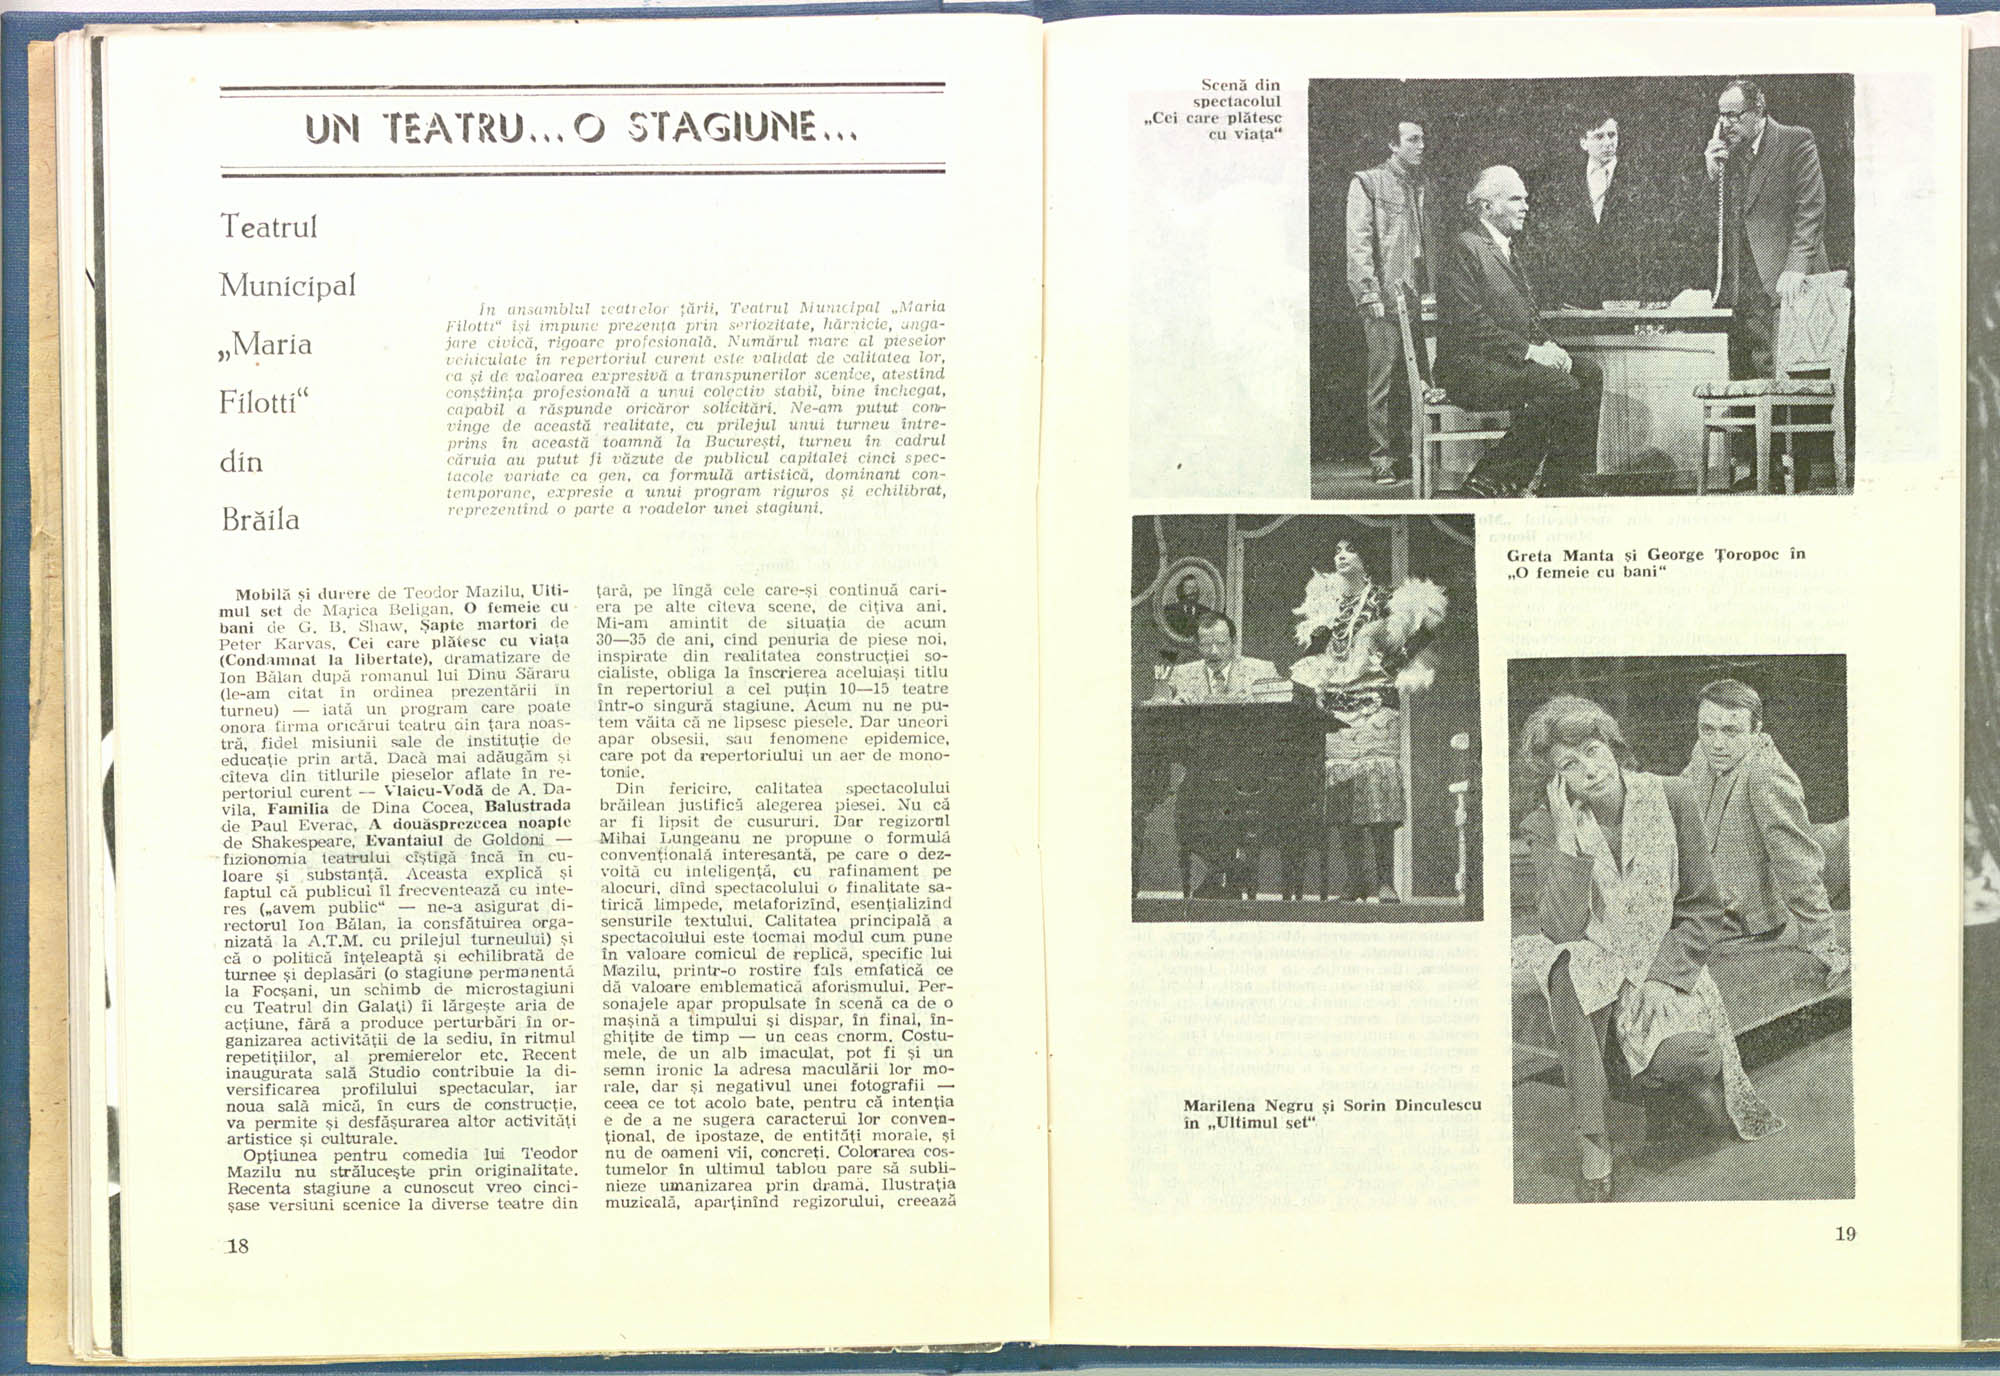 UN TEATRU... O STAGIUNE...
Teatrul
Municipal
„Maria
Filotti“
din
Brăila
În ansamblul teatrelor țării, Teatrul Municipal „Maria
Filotti“ își impune prezența prin seriozitate, hărnicie, anga-
jare civică, rigoare profesională. Numărul mare al pieselor
vehiculate în repertoriul curent este validat de calitatea lor,
ca și de valoarea expresivă a transpunerilor scenice, atestînd
conștiința profesională a unui colectiv stabil, bine închegat,
capabil a răspunde oricăror solicitări. Ne-am putut con-
vinge de această realitate, cu prilejul unui turneu între-
prins în această toamnă la București, turneu în cadrul
căruia au putut fi văzute de publicul capitalei cinci spec-
tacole variate ca gen, ca formulă artistică, dominant con-
temporane, expresie a unui program riguros și echilibrat,
reprezentînd o parte a roadelor unei stagiuni.
Mobilă și durere de Teodor Mazilu, Ulti-
mul set de Marica Beligan, O femeie cu
bani de G. B. Shaw, Șapte martori de
Peter Karvas, Cei care plătesc cu viața
(Condamnat la libertate), dramatizare de
Ion Bălan după romanul lui Dinu Săraru
(le-am citat în ordinea prezentării în
turneu) — iată un program care poate
onora firma oricărui teatru din țara noas-
tră, fidel misiunii sale de instituție de
educație prin artă. Dacă mai adăugăm și
cîteva din titlurile pieselor aflate în re-
pertoriul curent — Vlaicu-Vodă de A. Da-
vila, Familia de Dina Cocea, Balustrada
de Paul Everac, A douăsprezecea noapte
de Shakespeare, Evantaiul de Goldoni —
fizionomia teatrului cîștigă încă în cu-
loare și substanță. Aceasta explică și
faptul că publicul îl frecventează cu inte-
res („avem public“ — ne-a asigurat di-
rectorul Ion Bălan, la consfătuirea orga-
nizată la A.T.M. cu prilejul turneului) și
că o politică înțeleaptă și echilibrată de
turnee și deplasări (o stagiune permanentă
la Focșani, un schimb de microstagiuni
cu Teatrul din Galați) îi lărgește aria de
acțiune, fără a produce perturbări în or-
ganizarea activității de la sediu, în ritmul
repetițiilor, al premierelor etc. Recent
inaugurata sală Studio contribuie la di-
versificarea profilului spectacular, iar
noua sală mică, în curs de construcție,
va permite și desfășurarea altor activități
artistice și culturale.
Opțiunea pentru comedia lui Teodor
Mazilu nu strălucește prin originalitate.
Recenta stagiune a cunoscut vreo cinci-
șase versiuni scenice la diverse teatre din
țară, pe lîngă cele care-și continuă cari-
era pe alte cîteva scene, de cîțiva ani.
Mi-am amintit de situația de acum
30—35 de ani, cînd penuria de piese noi,
inspirate din realitatea construcției so-
cialiste, obliga la înscrierea aceluiași titlu
în repertoriul a cel puțin 10—15 teatre
într-o singură stagiune. Acum nu ne pu-
tem văita că ne lipsesc piesele. Dar uneori
apar obsesii, sau fenomene epidemice,
care pot da repertoriului un aer de mono-
tonie.
Din fericire, calitatea spectacolului
brăilean justifică alegerea piesei. Nu că
ar fi lipsit de cusururi. Dar regizorul
Mihai Lungeanu ne propune o formulă
convențională interesantă, pe care o dez-
voltă cu inteligență, cu rafinament pe
alocuri, dînd spectacolului o finalitate sa-
tirică limpede, metaforizînd, esențializînd
sensurile textului. Calitatea principală a
spectacolului este tocmai modul cum pune
în valoare comicul de replică, specific lui
Mazilu, printr-o rostire fals emfatică ce
dă valoare emblematică aforismului. Per-
sonajele apar propulsate în scenă ca de o
mașină a timpului și dispar, în final, în-
ghițite de timp — un ceas enorm. Costu-
mele, de un alb imaculat, pot fi și un
semn ironic la adresa maculării lor mo-
rale, dar și negativul unei fotografii —
ceea ce tot acolo bate, pentru că intenția
e de a ne sugera caracterul lor conven-
țional, de ipostaze, de entități morale, și
nu de oameni vii, concreți. Colorarea cos-
tumelor în ultimul tablou pare să subli-
nieze umanizarea prin dramă. Ilustrația
muzicală, aparținînd regizorului, creează
18
Scenă din
spectacolul
„Cei care plătesc
cu viața“
Greta Manta și George Țoropoc în
„O femeie cu bani“
Marilena Negru și Sorin Dinculescu
în „Ultimul set“
19